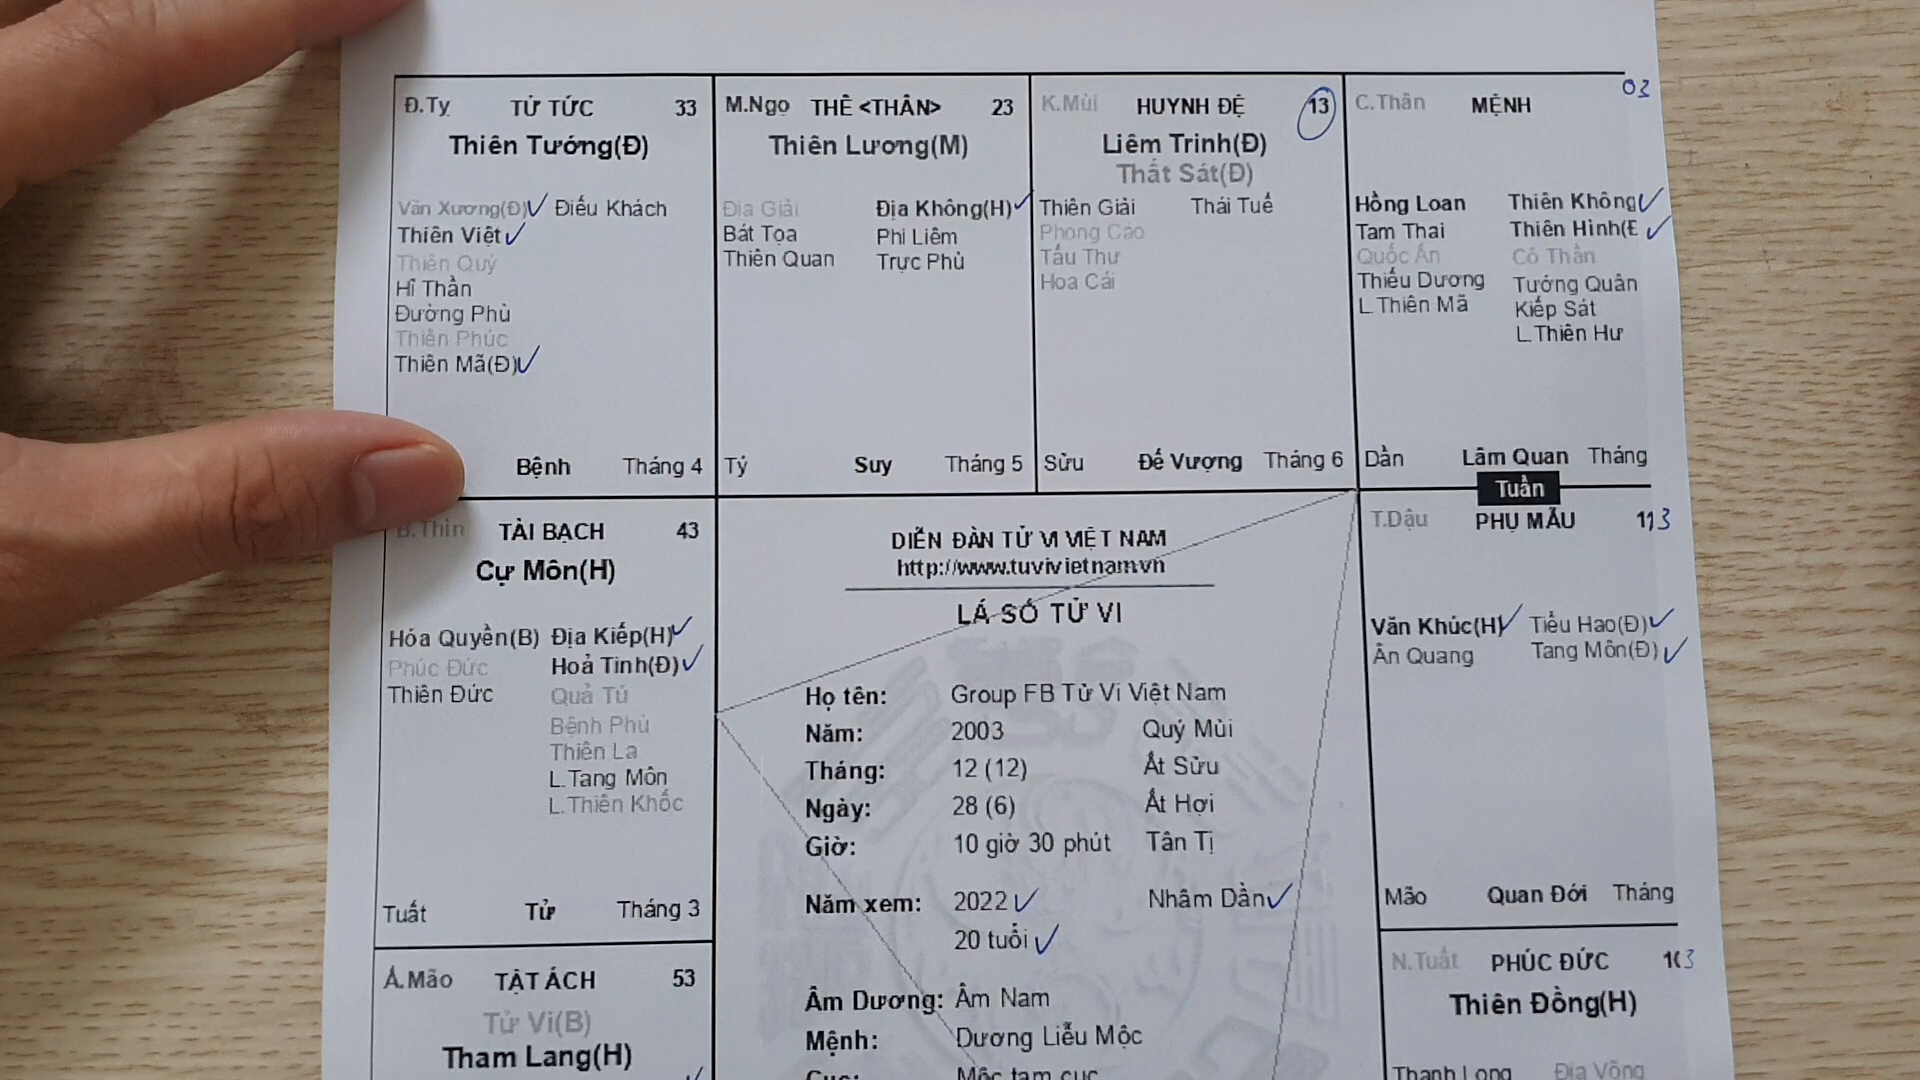 Đ.Tỵ TỬ TỨC 33
Thiên Tướng(Đ)
Văn Xương(Đ) Điếu Khách
Thiên Việt
Thiên Quý
Hỉ Thần
Đường Phù
Thiên Phúc
Thiên Mã(Đ)
Bệnh Tháng 4
M.Ngọ THÊ <THÂN> 23
Thiên Lương(M)
Địa Giải Địa Không(H)
Bát Tọa Phi Liêm
Thiên Quan Trực Phù
Tý Suy Tháng 5
K.Mùi HUYNH ĐỆ 13
Liêm Trinh(Đ)
Thất Sát(Đ)
Thiên Giải Thái Tuế
Phong Cáo
Tấu Thư
Hoa Cái
Sửu Đế Vượng Tháng 6
C.Thân MỆNH 03
Hồng Loan Thiên Không
Tam Thai Thiên Hình(Đ
Quốc Ấn Cô Thần
Thiếu Dương Tướng Quân
L.Thiên Mã Kiếp Sát
L.Thiên Hư
Dần Lâm Quan Tháng
Tuần
B.Thìn TÀI BẠCH 43
Cự Môn(H)
Hóa Quyền(B) Địa Kiếp(H)
Phúc Đức Hoả Tinh(Đ)
Thiên Đức Quả Tú
Bệnh Phù
Thiên La
L.Tang Môn
L.Thiên Khốc
Tuất Tử Tháng 3
DIỄN ĐÀN TỬ VI VIỆT NAM
http://www.tuvivietnam.vn
LÁ SỐ TỬ VI
Họ tên: Group FB Tử Vi Việt Nam
Năm: 2003 Quý Mùi
Tháng: 12 (12) Ất Sửu
Ngày: 28 (6) Ất Hợi
Giờ: 10 giờ 30 phút Tân Tị
Năm xem: 2022 Nhâm Dần
20 tuổi
Âm Dương: Âm Nam
Mệnh: Dương Liễu Mộc
Cục: Mộc tam cục
T.Dậu PHỤ MẪU 113
Văn Khúc(H) Tiểu Hao(Đ)
Ân Quang Tang Môn(Đ)
Mão Quan Đới Tháng
Ấ.Mão TẬT ÁCH 53
Tử Vi(B)
Tham Lang(H)
N.Tuất PHÚC ĐỨC 103
Thiên Đồng(H)
Thanh Long Địa Võng